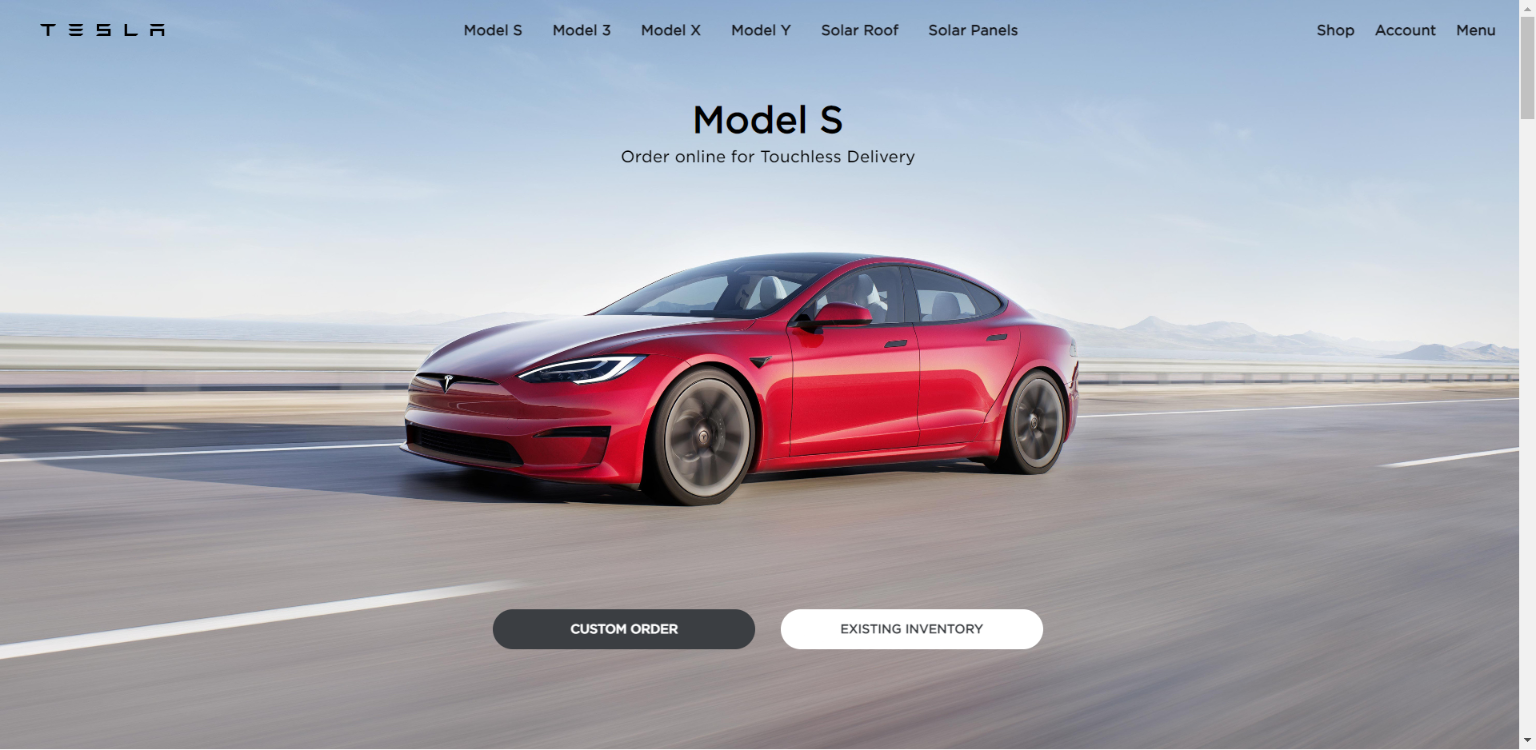 TESLA Model S Model 3 Model X Model Y Solar Roof Solar Panels Shop Account Menu
Model S
Order online for Touchless Delivery
CUSTOM ORDER EXISTING INVENTORY